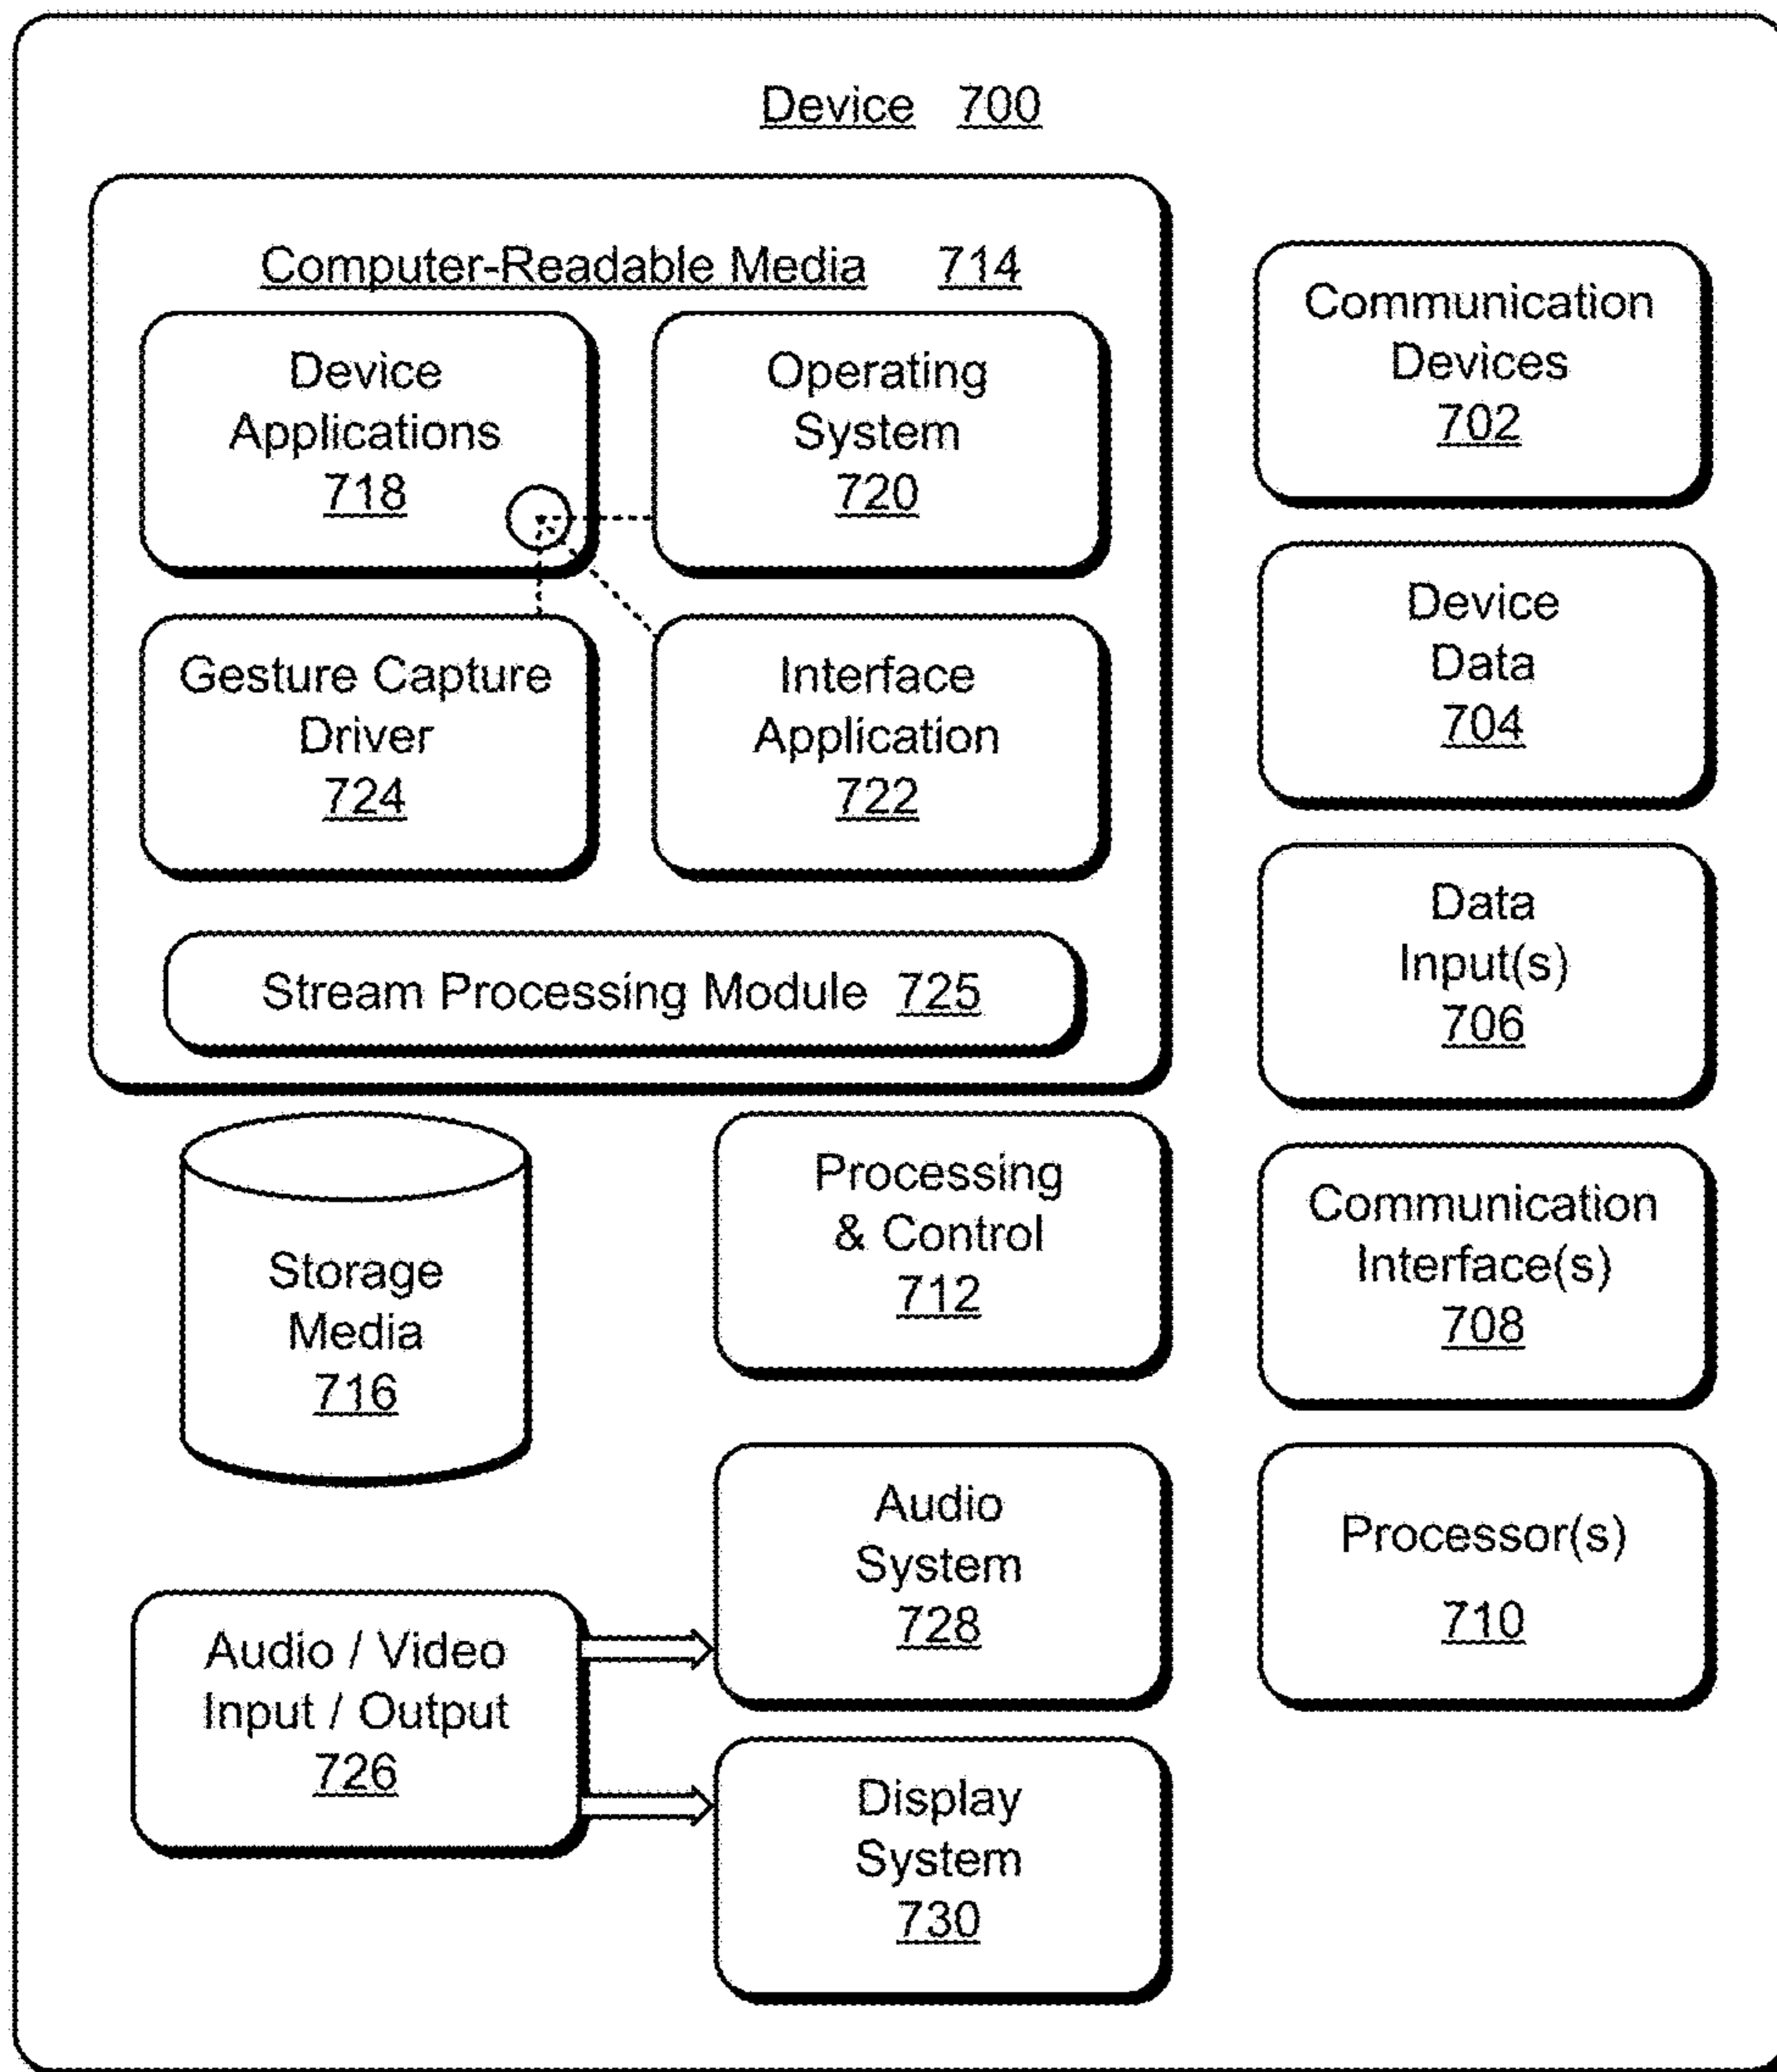 Device 700
Computer-Readable Media 714
Device
Applications
718
Operating
System
720
Gesture Capture
Driver
724
Interface
Application
722
Stream Processing Module 725
Storage
Media
716
Processing
& Control
712
Audio / Video
Input / Output
726
Audio
System
728
Display
System
730
Communication
Devices
702
Device
Data
704
Data
Input(s)
706
Communication
Interface(s)
708
Processor(s)
710